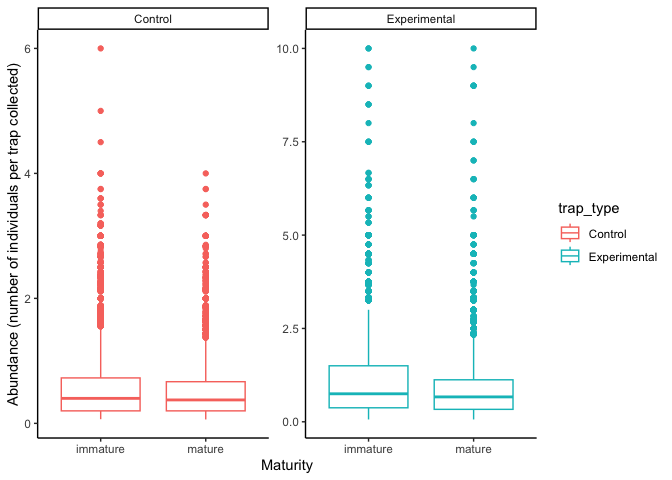 Control
Experimental
Abundance (number of individuals per trap collected)
6
4
2
0
10.0
7.5
5.0
2.5
0.0
immature
mature
immature
mature
Maturity
trap_type
Control
Experimental